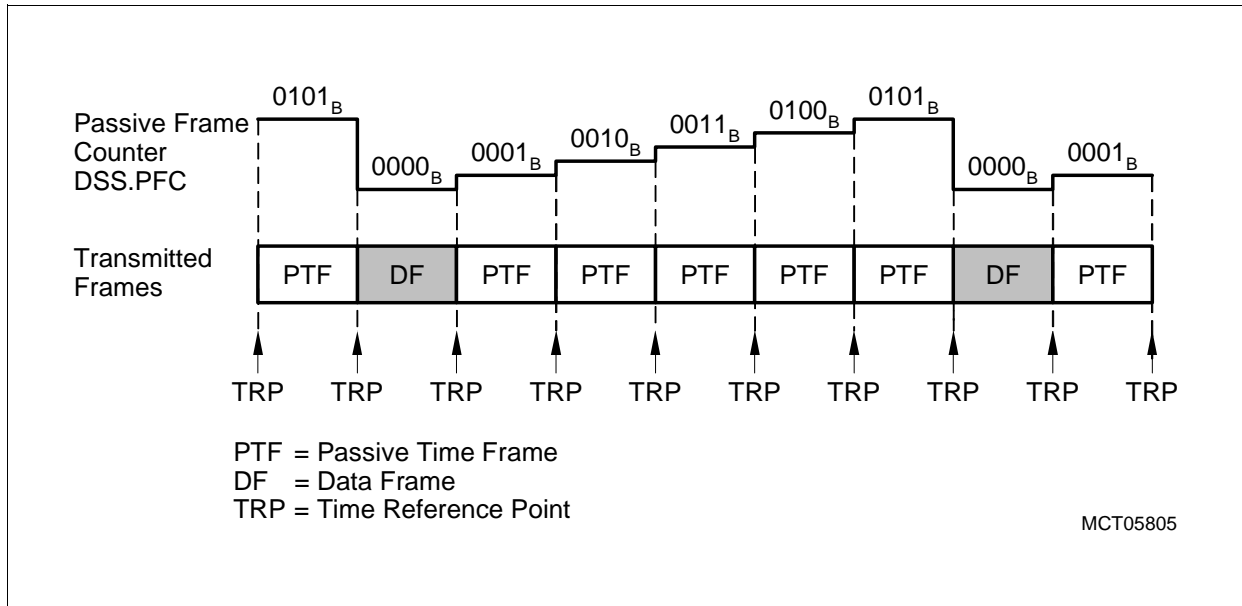 0101B 0000B 0001B 0010B 0011B 0100B 0101B 0000B 0001B
Passive Frame
Counter
DSS.PFC
Transmitted
Frames
PTF DF PTF PTF PTF PTF PTF DF PTF
TRP TRP TRP TRP TRP TRP TRP TRP TRP TRP
PTF = Passive Time Frame
DF = Data Frame
TRP = Time Reference Point
MCT05805